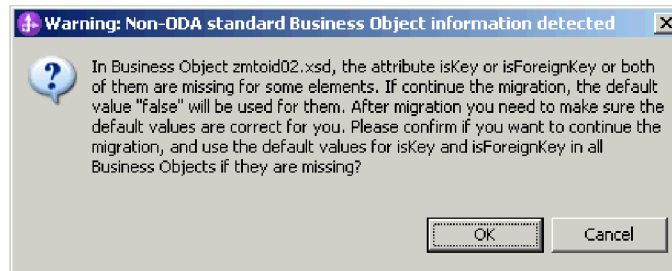 Warning: Non-ODA standard Business Object information detected
In Business Object zmtoid02.xsd, the attribute isKey or isForeignKey or both
of them are missing for some elements. If continue the migration, the default
value "false" will be used for them. After migration you need to make sure the
default values are correct for you. Please confirm if you want to continue the
migration, and use the default values for isKey and isForeignKey in all
Business Objects if they are missing?
OK Cancel